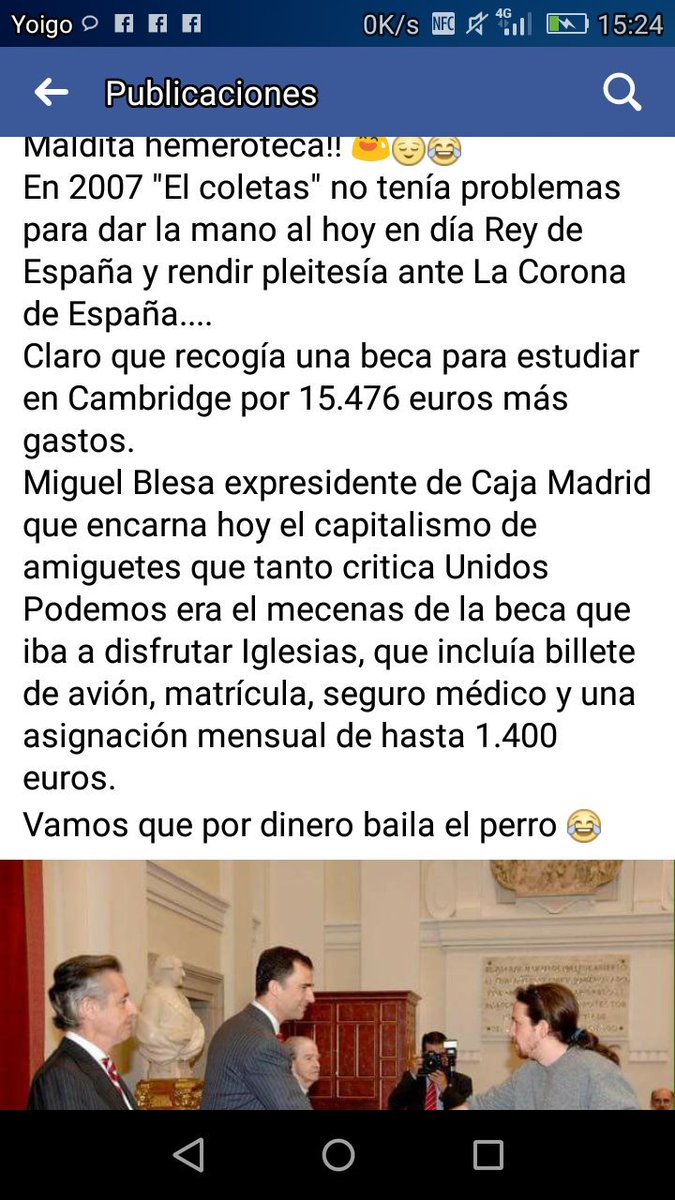 Yoigo 0K/s NFC 4G 15:24
Publicaciones
Maldita hemeroteca!!
En 2007 "El coletas" no tenía problemas
para dar la mano al hoy en día Rey de
España y rendir pleitesía ante La Corona
de España....
Claro que recogía una beca para estudiar
en Cambridge por 15.476 euros más
gastos.
Miguel Blesa expresidente de Caja Madrid
que encarna hoy el capitalismo de
amiguetes que tanto critica Unidos
Podemos era el mecenas de la beca que
iba a disfrutar Iglesias, que incluía billete
de avión, matrícula, seguro médico y una
asignación mensual de hasta 1.400
euros.
Vamos que por dinero baila el perro